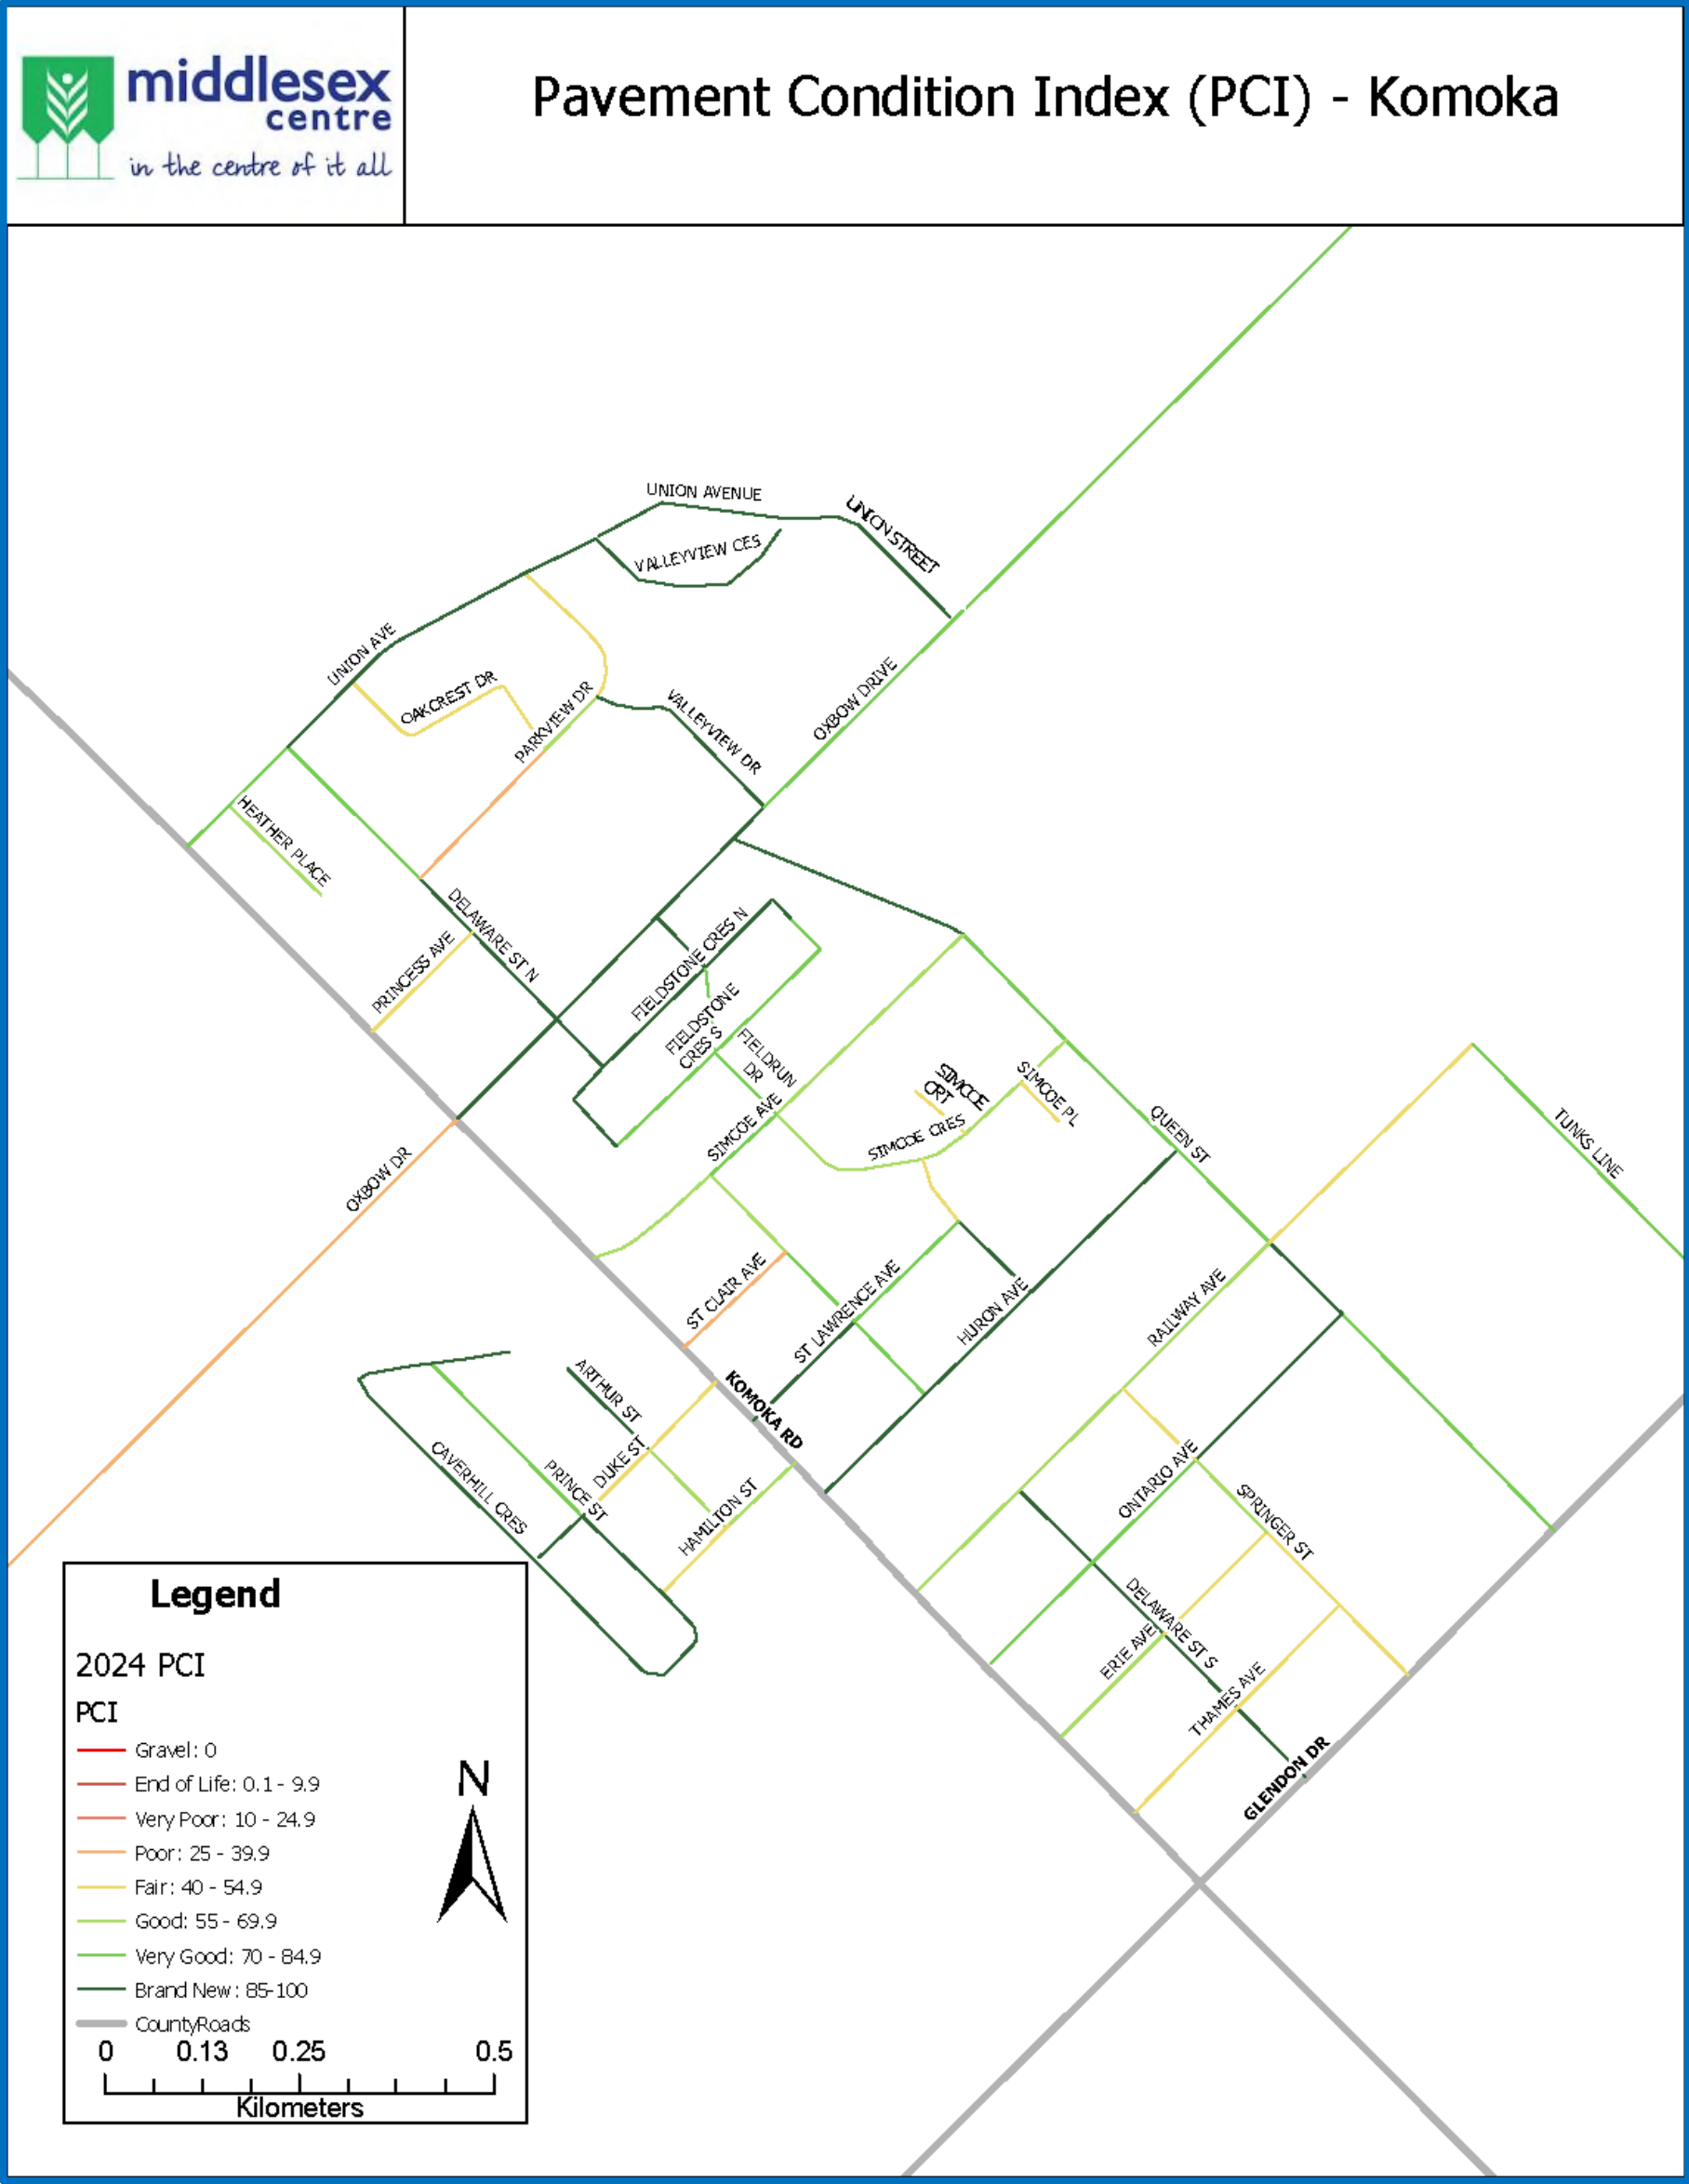 middlesex
centre
in the centre of it all
Pavement Condition Index (PCI) - Komoka
UNION AVENUE
UNION STREET
VALLEYVIEW CES
UNION AVE
OAKCREST DR
PARKVIEW DR
VALLEYVIEW DR
OXBOW DRIVE
HEATHER PLACE
DELAWARE ST N
PRINCESS AVE
FIELDSTONE CRES N
FIELDSTONE
CRES S
FIELDRUN
DR
SIMCOE AVE
SIMCOE
CRT
SIMCOE PL
SIMCOE CRES
QUEEN ST
TUNKS LINE
OXBOW DR
ST CLAIR AVE
ST LAWRENCE AVE
HURON AVE
RAILWAY AVE
KOMOKA RD
ARTHUR ST
DUKE ST
PRINCE ST
CAVERHILL CRES
HAMILTON ST
ONTARIO AVE
SPRINGER ST
DELAWARE ST S
ERIE AVE
THAMES AVE
GLENDON DR
Legend
2024 PCI
PCI
Gravel: 0
End of Life: 0.1 - 9.9
Very Poor: 10 - 24.9
Poor: 25 - 39.9
Fair: 40 - 54.9
Good: 55 - 69.9
Very Good: 70 - 84.9
Brand New: 85-100
CountyRoads
N
0 0.13 0.25 0.5
Kilometers